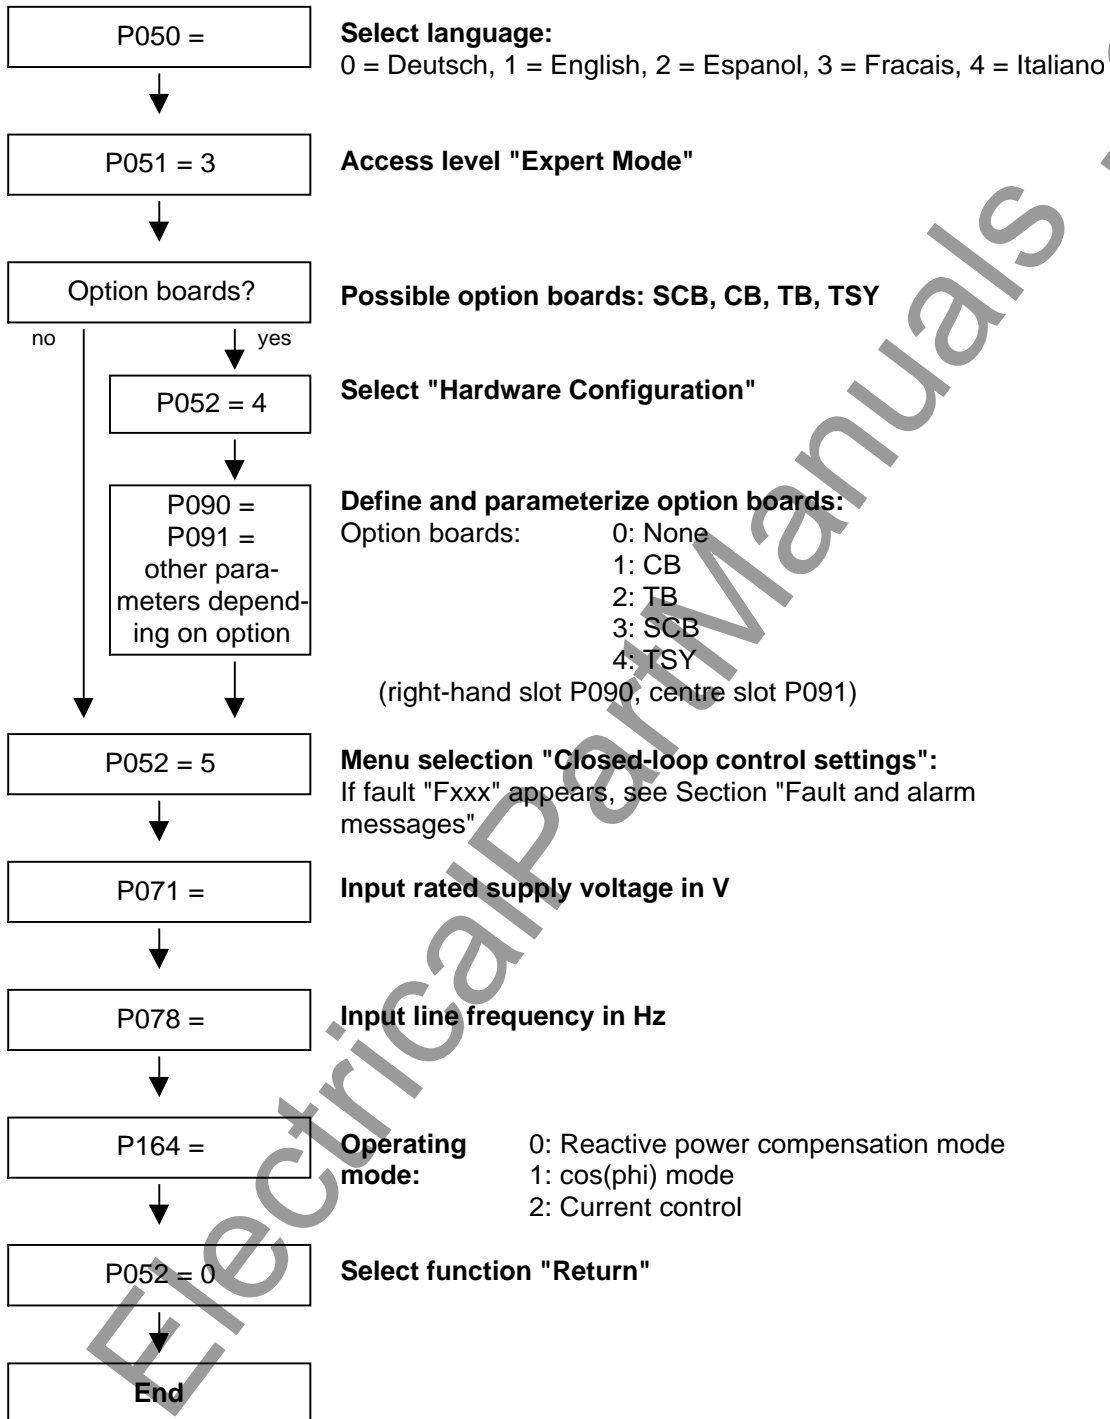 P050 =
Select language:
0 = Deutsch, 1 = English, 2 = Espanol, 3 = Fracais, 4 = Italiano
P051 = 3
Access level "Expert Mode"
Option boards?
Possible option boards: SCB, CB, TB, TSY
no
yes
P052 = 4
Select "Hardware Configuration"
P090 =
P091 =
other para-
meters depend-
ing on option
Define and parameterize option boards:
Option boards: 0: None
1: CB
2: TB
3: SCB
4: TSY
(right-hand slot P090, centre slot P091)
P052 = 5
Menu selection "Closed-loop control settings":
If fault "Fxxx" appears, see Section "Fault and alarm
messages"
P071 =
Input rated supply voltage in V
P078 =
Input line frequency in Hz
P164 =
Operating
mode:
0: Reactive power compensation mode
1: cos(phi) mode
2: Current control
P052 = 0
Select function "Return"
End
ElectricalPartManuals